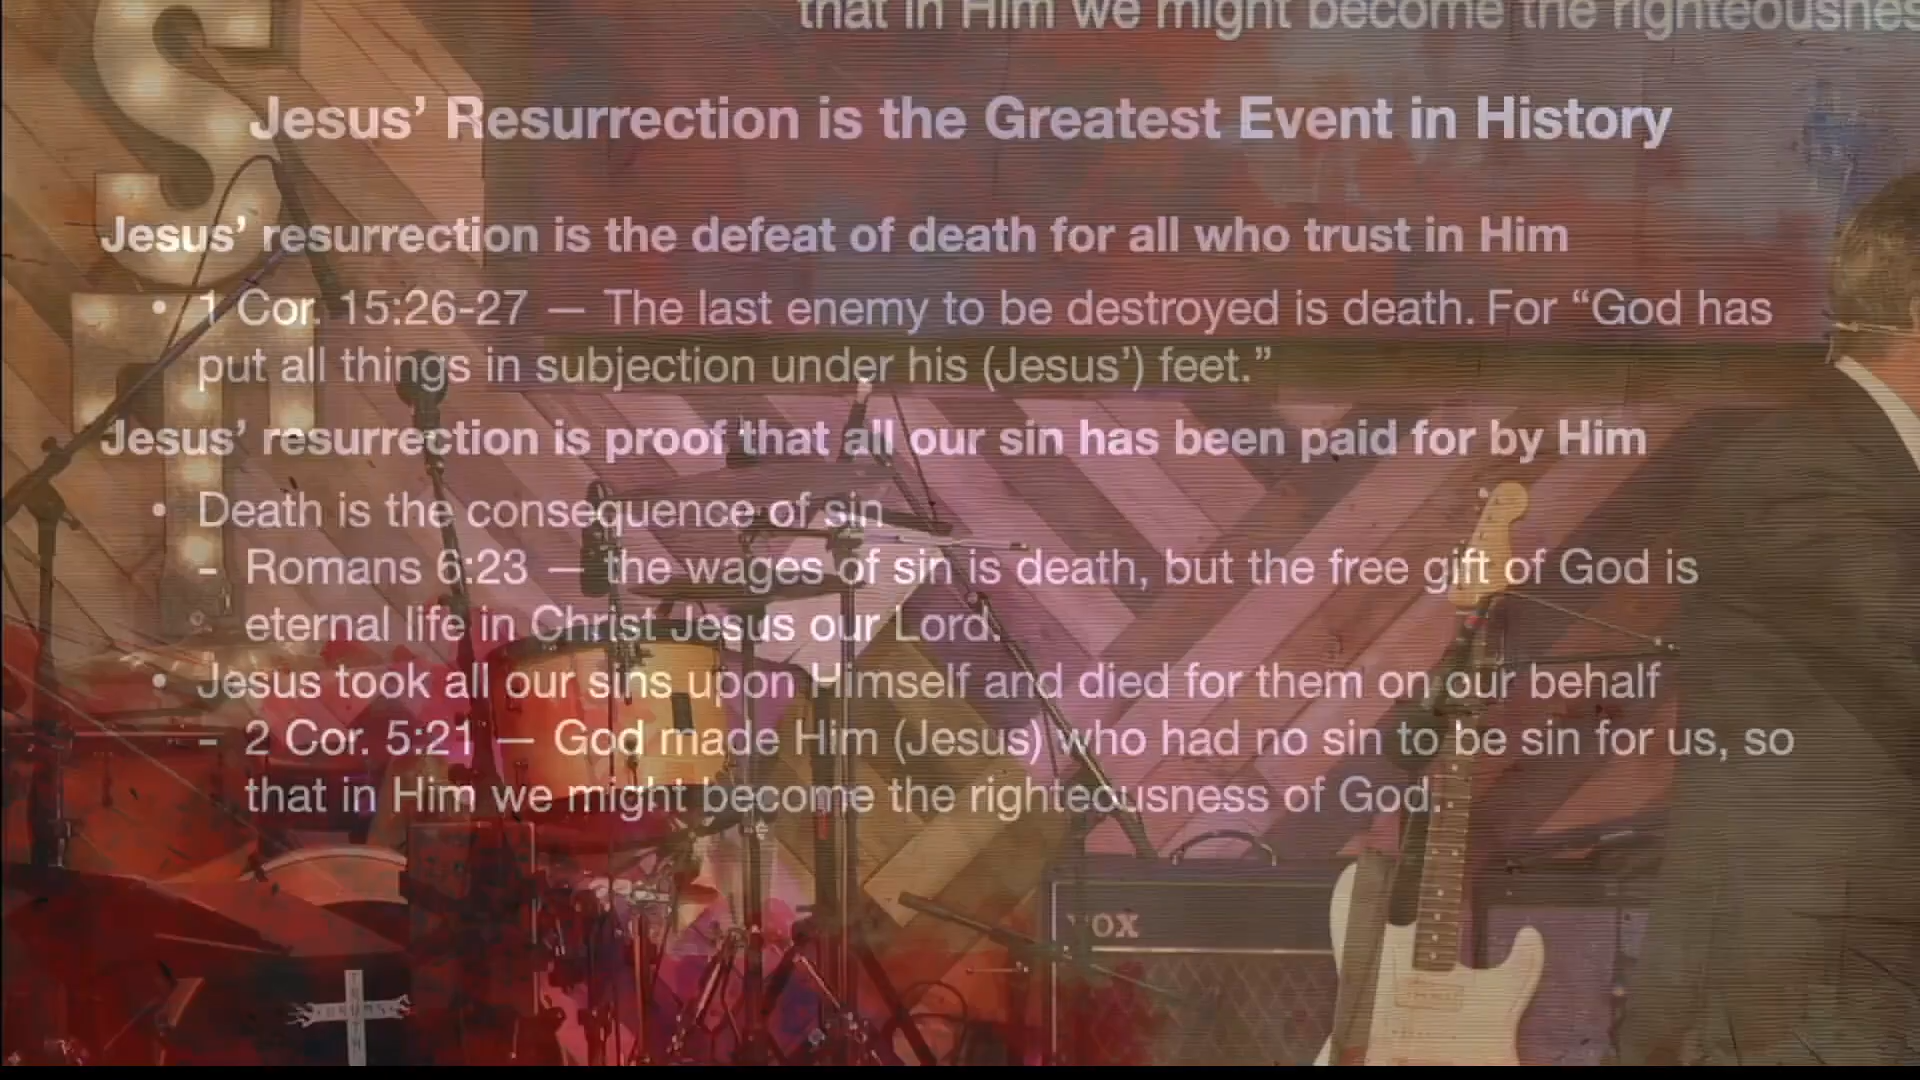 that in Him we might become the righteousnes
Jesus’ Resurrection is the Greatest Event in History
Jesus’ resurrection is the defeat of death for all who trust in Him
• 1 Cor. 15:26-27 — The last enemy to be destroyed is death. For “God has
put all things in subjection under his (Jesus’) feet.”
Jesus’ resurrection is proof that all our sin has been paid for by Him
• Death is the consequence of sin
- Romans 6:23 — the wages of sin is death, but the free gift of God is
eternal life in Christ Jesus our Lord.
• Jesus took all our sins upon Himself and died for them on our behalf
- 2 Cor. 5:21 — God made Him (Jesus) who had no sin to be sin for us, so
that in Him we might become the righteousness of God.
VOX
TRUTH